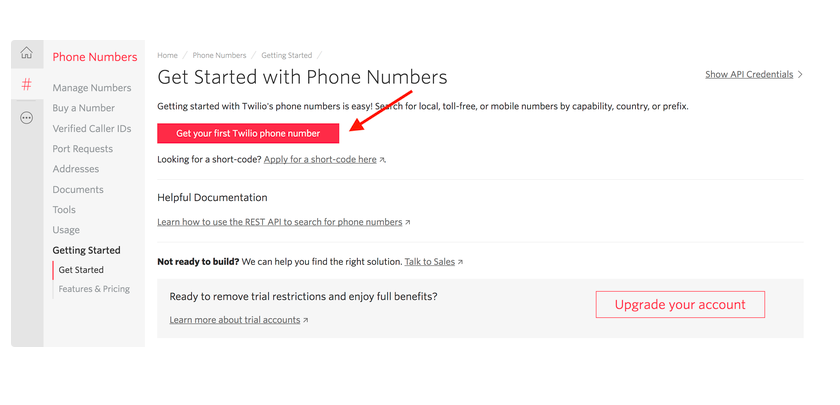 Phone Numbers
Manage Numbers
Buy a Number
Verified Caller IDs
Port Requests
Addresses
Documents
Tools
Usage
Getting Started
Get Started
Features & Pricing
Home / Phone Numbers / Getting Started /
Get Started with Phone Numbers
Show API Credentials
Getting started with Twilio's phone numbers is easy! Search for local, toll-free, or mobile numbers by capability, country, or prefix.
Get your first Twilio phone number
Looking for a short-code? Apply for a short-code here.
Helpful Documentation
Learn how to use the REST API to search for phone numbers
Not ready to build? We can help you find the right solution. Talk to Sales
Ready to remove trial restrictions and enjoy full benefits?
Learn more about trial accounts
Upgrade your account